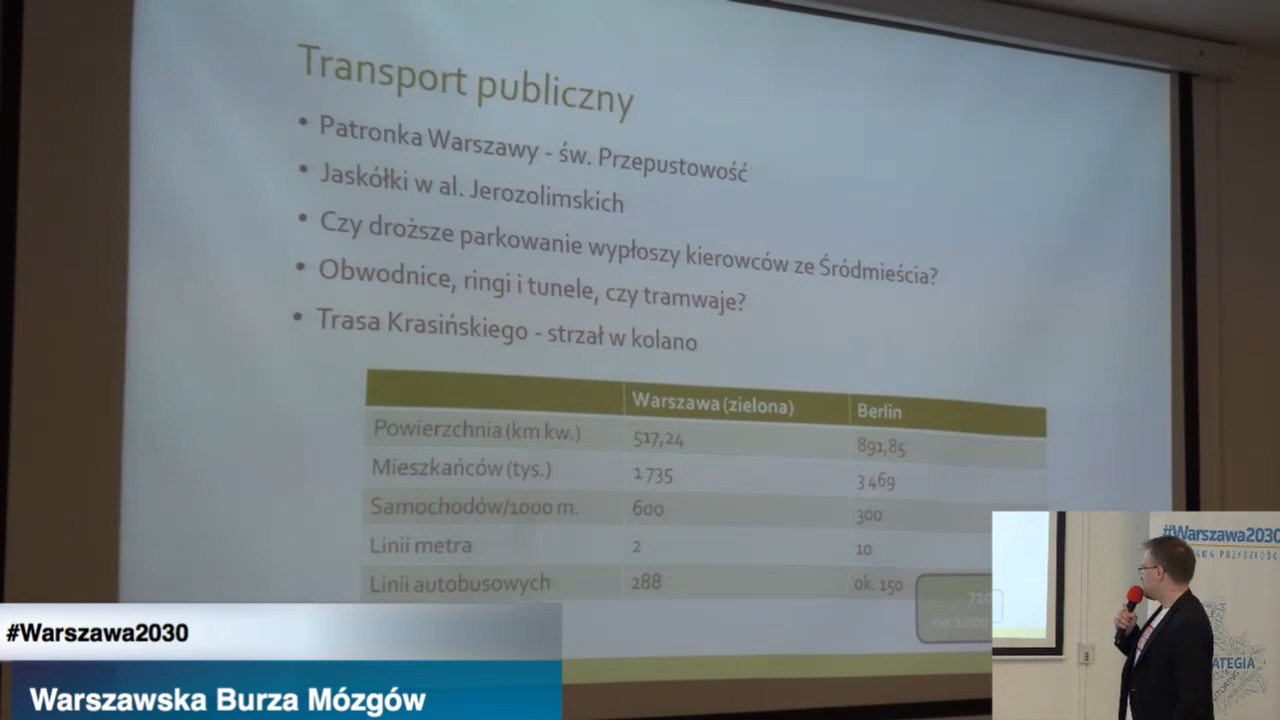 Transport publiczny
• Patronka Warszawy - św. Przepustowość
• Jaskółki w al. Jerozolimskich
• Czy droższe parkowanie wypłoszy kierowców ze Śródmieścia?
• Obwodnice, ringi i tunele, czy tramwaje?
• Trasa Krasińskiego - strzał w kolano
Warszawa (zielona) Berlin
Powierzchnia (km kw.) 517,24 891,85
Mieszkańców (tys.) 1 735 3 469
Samochodów/1000 m. 600 300
Linii metra 2 10
Linii autobusowych 288 ok. 150
na 1000
#Warszawa2030
#Warszawa2030
Warszawska Burza Mózgów